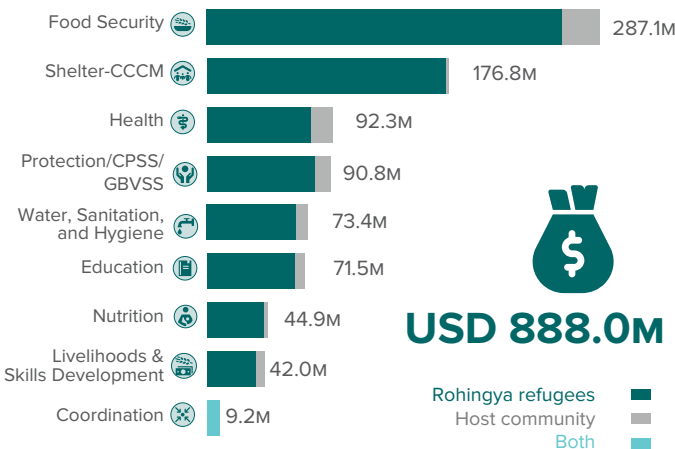 Food Security
287.1M
Shelter-CCCM
176.8M
Health
92.3M
Protection/CPSS/
GBVSS
90.8M
Water, Sanitation,
and Hygiene
73.4M
Education
71.5M
Nutrition
44.9M
Livelihoods &
Skills Development
42.0M
Coordination
9.2M
$
USD 888.0M
Rohingya refugees
Host community
Both